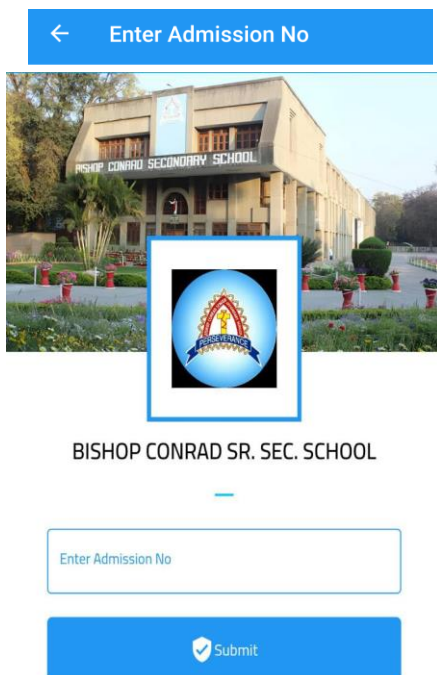 Enter Admission No
BISHOP CONRAD SECONDARY SCHOOL
PERSEVERANCE
BISHOP CONRAD SR. SEC. SCHOOL
Enter Admission No
Submit